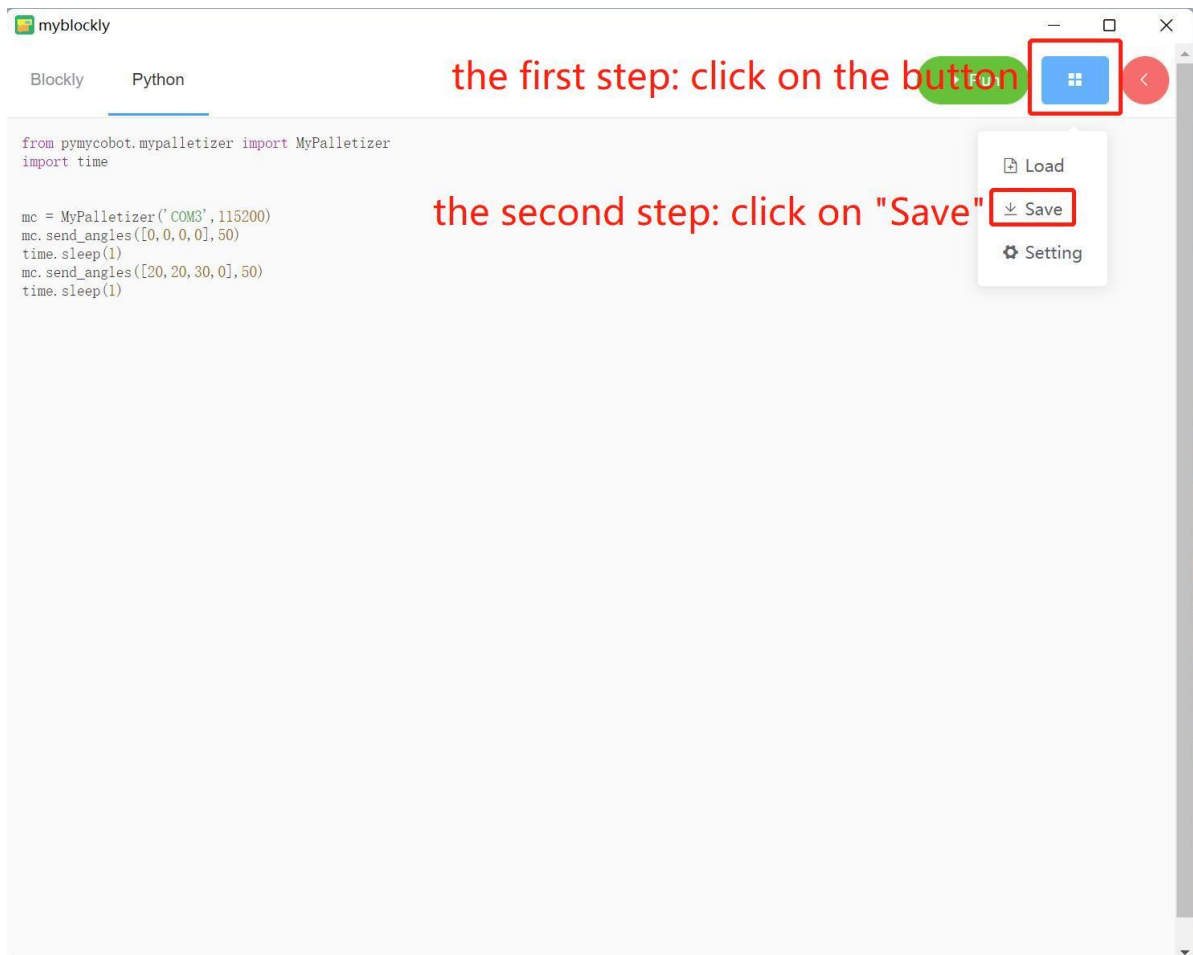 myblockly
Blockly Python
the first step: click on the button
Run
from pymycobot.mypalletizer import MyPalletizer
import time
Load
mc = MyPalletizer('COM3',115200)
the second step: click on "Save"
Save
mc.send_angles([0,0,0,0],50)
time.sleep(1)
Setting
mc.send_angles([20,20,30,0],50)
time.sleep(1)